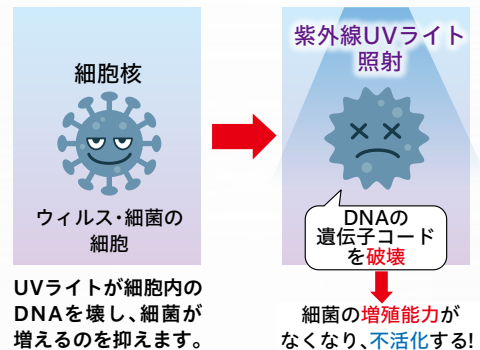 細胞核
ウィルス・細菌の
細胞
UVライトが細胞内の
DNAを壊し、細菌が
増えるのを抑えます。
紫外線UVライト
照射
DNAの
遺伝子コード
を破壊
細菌の増殖能力が
なくなり、不活化する!